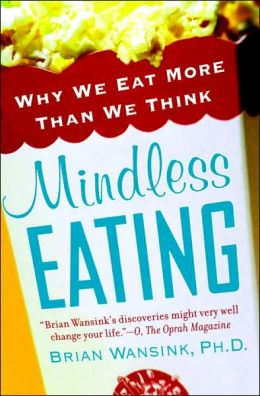 WHY WE EAT MORE
THAN WE THINK
Mindless
EATING
"Brian Wansink's discoveries might very well
change your life."—O, The Oprah Magazine
BRIAN WANSINK, PH.D.